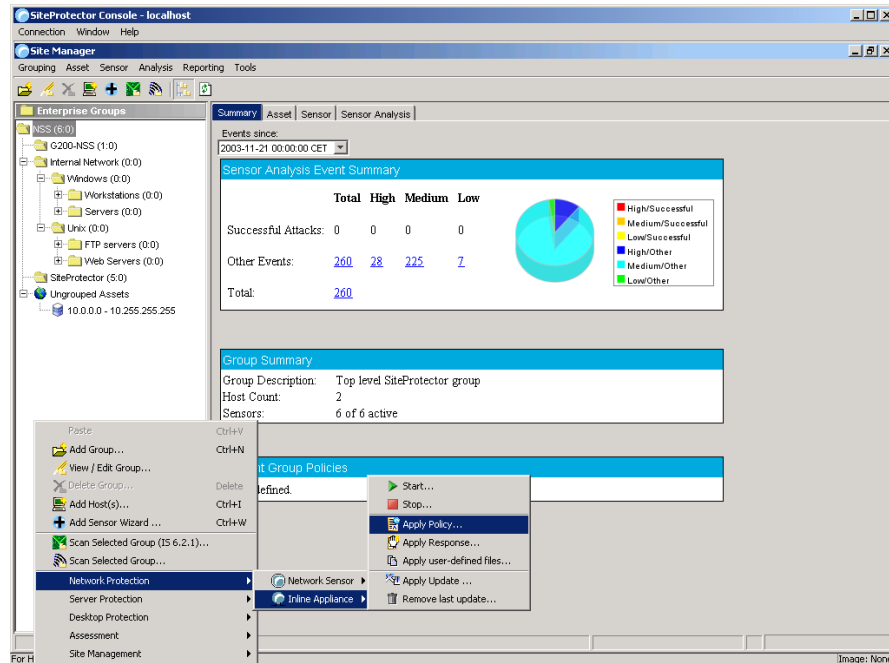 SiteProtector Console - localhost
Connection Window Help
Site Manager
Grouping Asset Sensor Analysis Reporting Tools
Enterprise Groups
NSS (6:0)
G200-NSS (1:0)
Internal Network (0:0)
Windows (0:0)
Workstations (0:0)
Servers (0:0)
Unix (0:0)
FTP servers (0:0)
Web Servers (0:0)
SiteProtector (5:0)
Ungrouped Assets
10.0.0.0 - 10.255.255.255
Summary Asset Sensor Sensor Analysis
Events since:
2003-11-21 00:00:00 CET
Sensor Analysis Event Summary
Total High Medium Low
Successful Attacks: 0 0 0 0
Other Events: 260 28 225 7
Total: 260
High/Successful
Medium/Successful
Low/Successful
High/Other
Medium/Other
Low/Other
Group Summary
Group Description: Top level SiteProtector group
Host Count: 2
Sensors: 6 of 6 active
nt Group Policies
defined.
Paste Ctrl+V
Add Group... Ctrl+N
View / Edit Group...
Delete Group... Delete
Add Host(s)... Ctrl+I
Add Sensor Wizard ... Ctrl+W
Scan Selected Group (IS 6.2.1)...
Scan Selected Group...
Network Protection
Server Protection
Desktop Protection
Assessment
Site Management
Network Sensor
Inline Appliance
Start...
Stop...
Apply Policy...
Apply Response...
Apply user-defined files...
Apply Update ...
Remove last update...
For H
Image: None